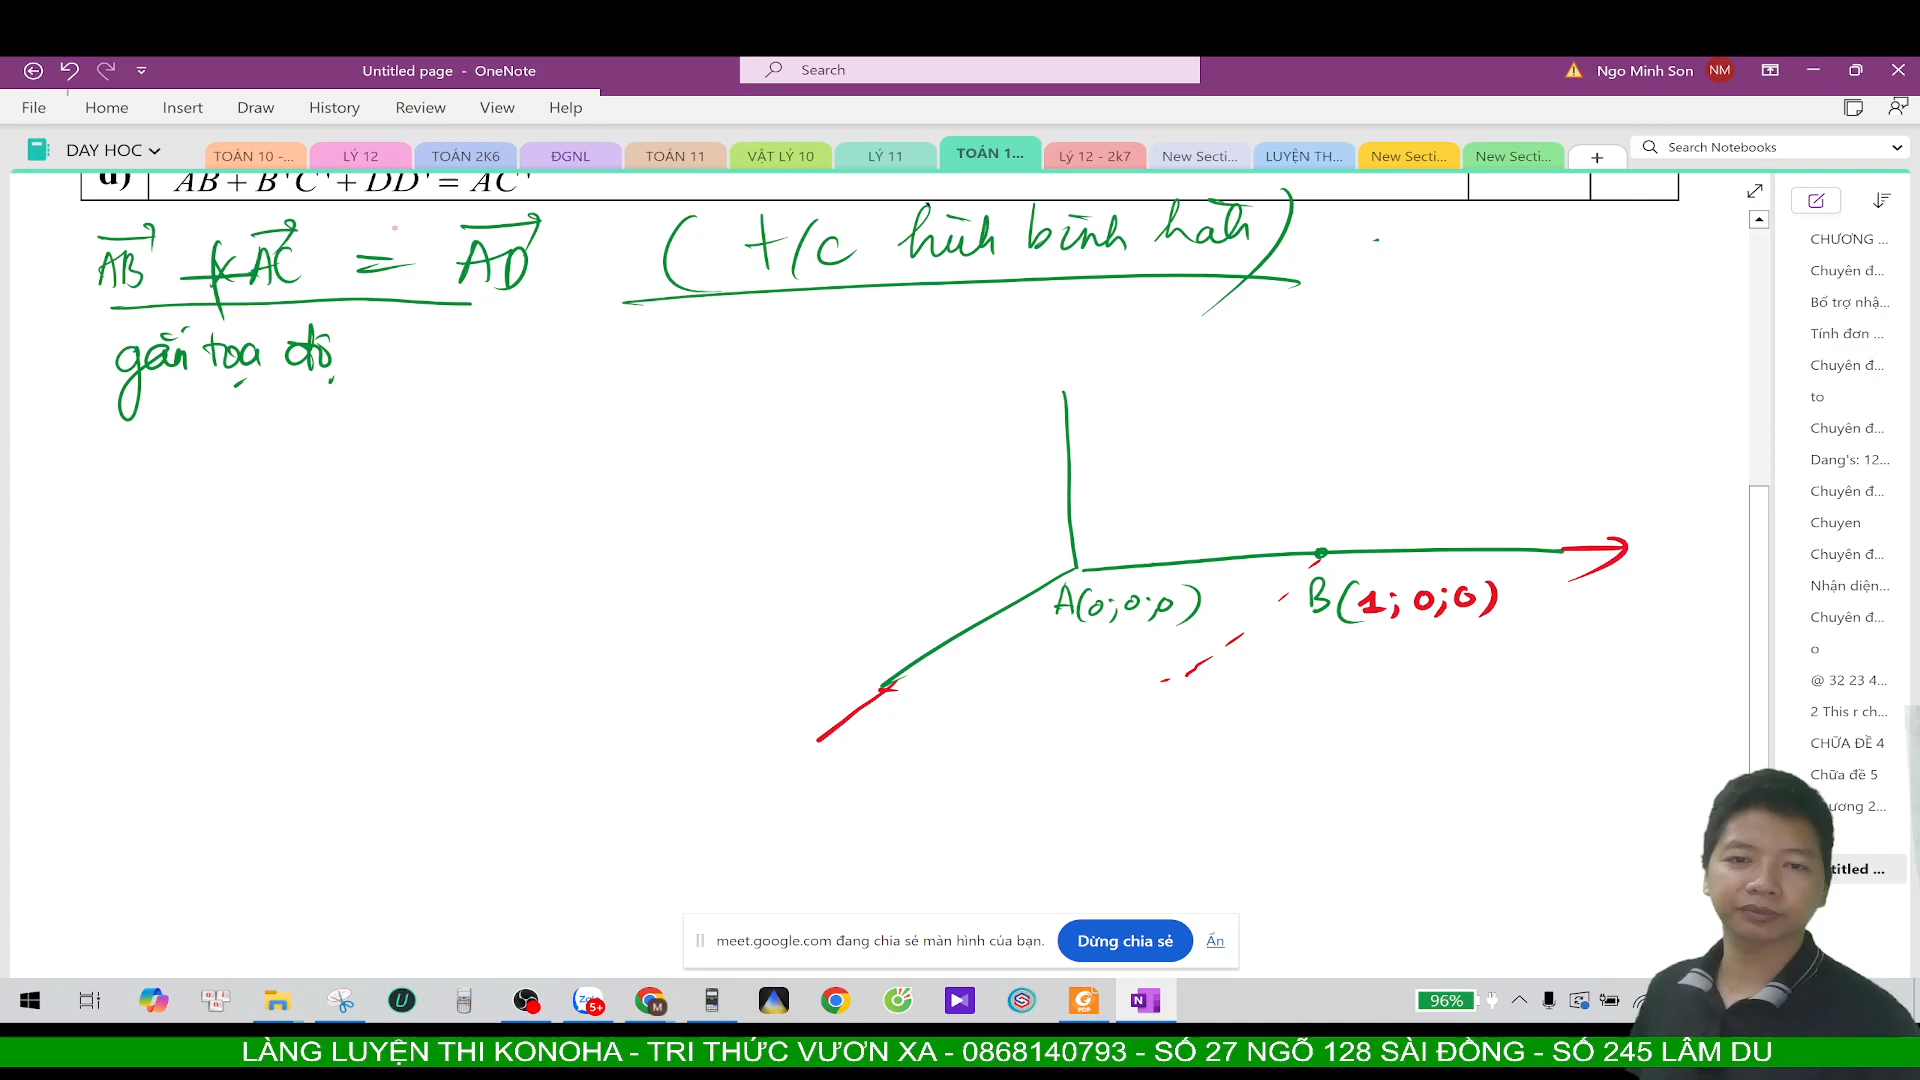 Untitled page - OneNote
Search
Ngo Minh Son
NM
File Home Insert Draw History Review View Help
DAY HOC
TOÁN 10 -...
LÝ 12
TOÁN 2K6
ĐGNL
TOÁN 11
VẬT LÝ 10
LÝ 11
TOÁN 1...
Lý 12 - 2k7
New Secti...
LUYỆN TH...
New Secti...
New Secti...
+
Search Notebooks
d) AB + B'C' + DD' = AC'
AB + AC = AD (t/c hình bình hành)
gắn tọa độ
A(0;0;0)
B(1;0;0)
CHƯƠNG ...
Chuyên đ...
Bổ trợ nhậ...
Tính đơn ...
Chuyên đ...
to
Chuyên đ...
Dang's: 12...
Chuyên đ...
Chuyen
Chuyên đ...
Nhận diện...
Chuyên đ...
o
@ 32 23 4...
2 This r ch...
CHỮA ĐỀ 4
Chữa đề 5
ương 2...
titled ...
meet.google.com đang chia sẻ màn hình của bạn.
Dừng chia sẻ
Ẩn
5+
M
96%
LÀNG LUYỆN THI KONOHA - TRI THỨC VƯƠN XA - 0868140793 - SỐ 27 NGÕ 128 SÀI ĐỒNG - SỐ 245 LÂM DU